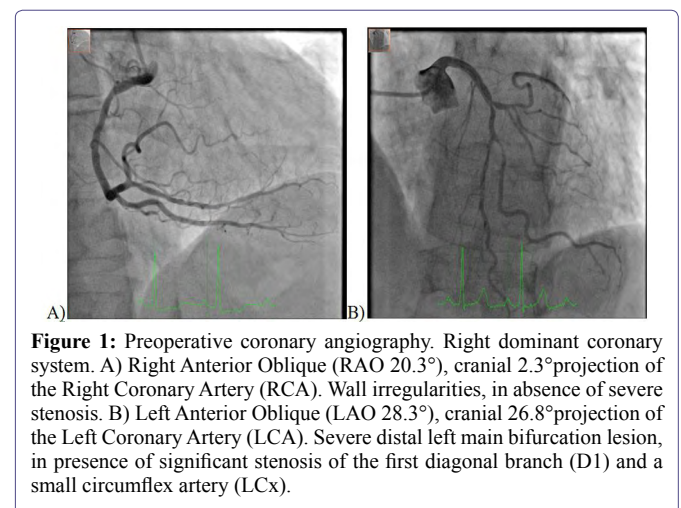 A)
B)
Figure 1: Preoperative coronary angiography. Right dominant coronary
system. A) Right Anterior Oblique (RAO 20.3°), cranial 2.3°projection of
the Right Coronary Artery (RCA). Wall irregularities, in absence of severe
stenosis. B) Left Anterior Oblique (LAO 28.3°), cranial 26.8°projection of
the Left Coronary Artery (LCA). Severe distal left main bifurcation lesion,
in presence of significant stenosis of the first diagonal branch (D1) and a
small circumflex artery (LCx).